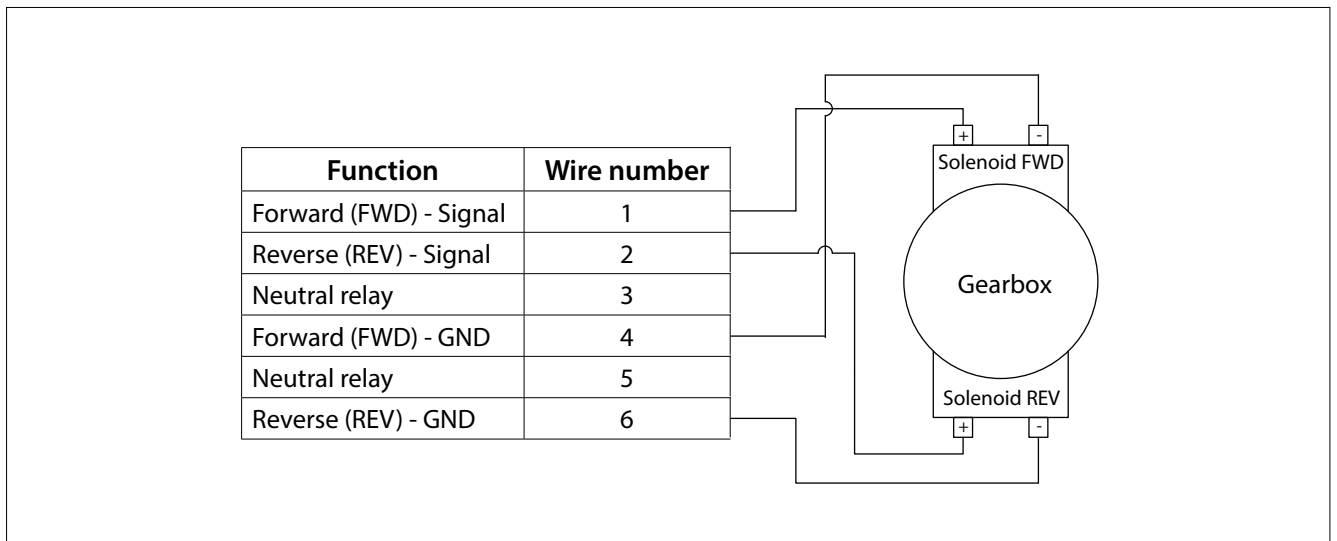 Function Wire number
Forward (FWD) - Signal 1
Reverse (REV) - Signal 2
Neutral relay 3
Forward (FWD) - GND 4
Neutral relay 5
Reverse (REV) - GND 6
+ -
Solenoid FWD
Gearbox
Solenoid REV
+ -